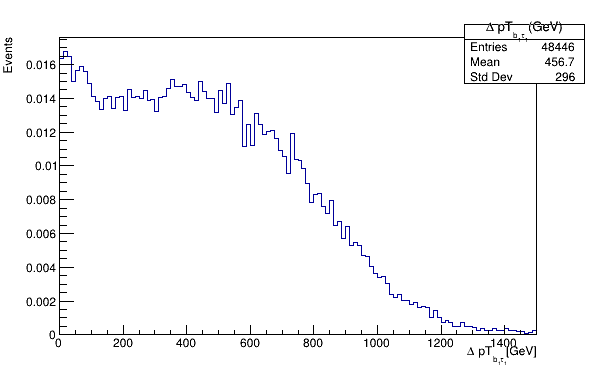 Δ pT_{b₁τ₁}(GeV)
Entries 48446
Mean 456.7
Std Dev 296
Events
0.016
0.014
0.012
0.01
0.008
0.006
0.004
0.002
0
0 200 400 600 800 1000 1200 1400
Δ pT_{b₁τ₁}[GeV]